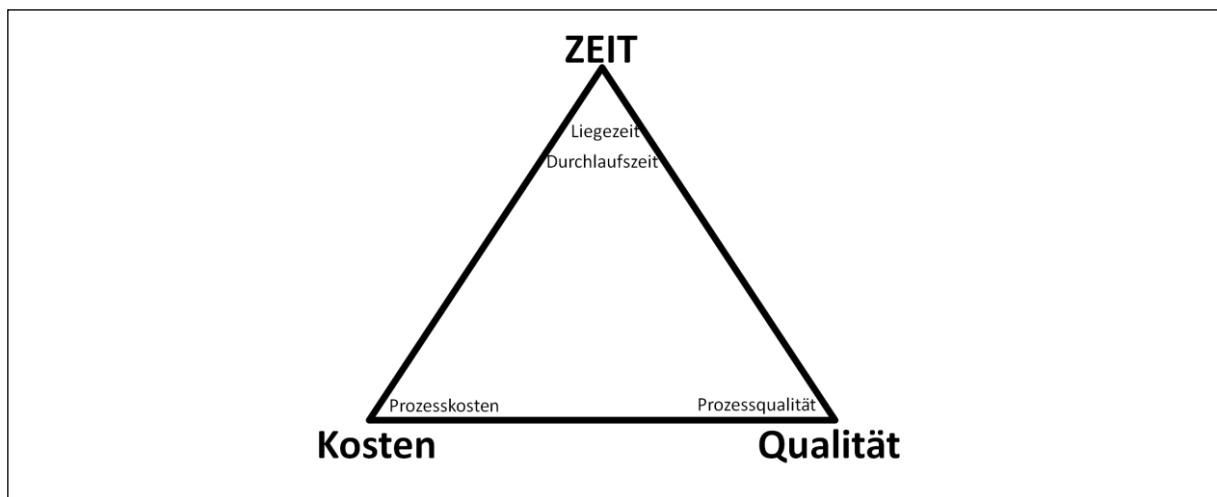 ZEIT
Liegezeit
Durchlaufszeit
Prozesskosten
Prozessqualität
Kosten
Qualität